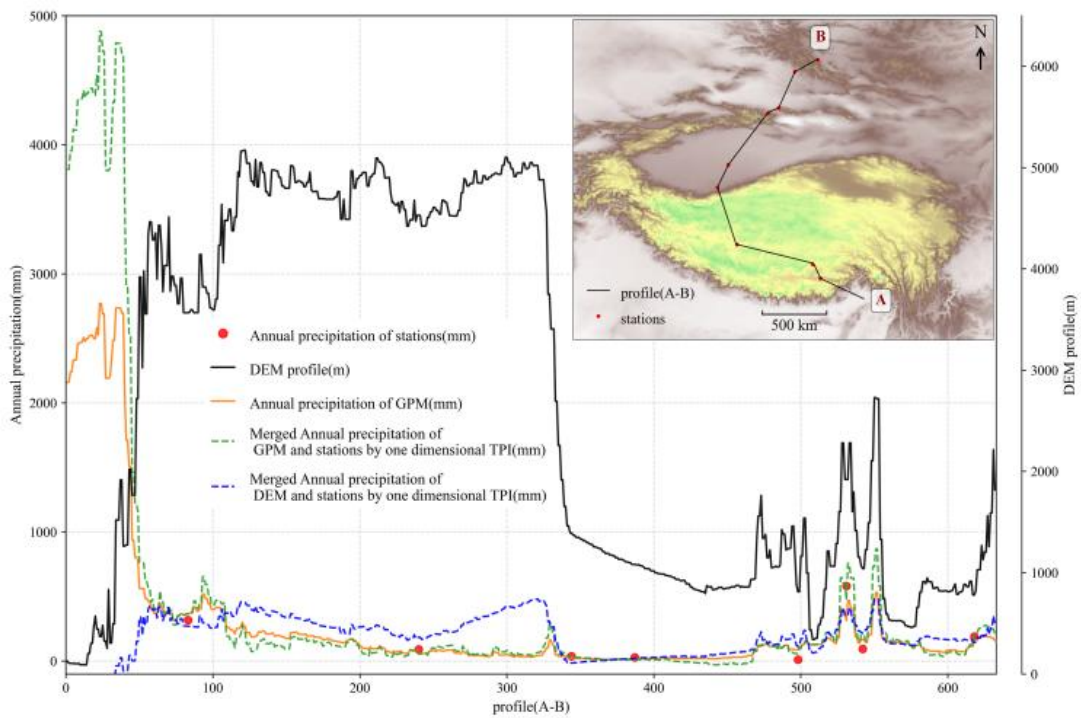 5000
4000
3000
2000
1000
0
Annual precipitation(mm)
0
100
200
300
400
500
600
profile(A-B)
6000
5000
4000
3000
2000
1000
0
DEM profile(m)
B
N
A
profile(A-B)
stations
500 km
Annual precipitation of stations(mm)
DEM profile(m)
Annual precipitation of GPM(mm)
Merged Annual precipitation of
GPM and stations by one dimensional TPI(mm)
Merged Annual precipitation of
DEM and stations by one dimensional TPI(mm)